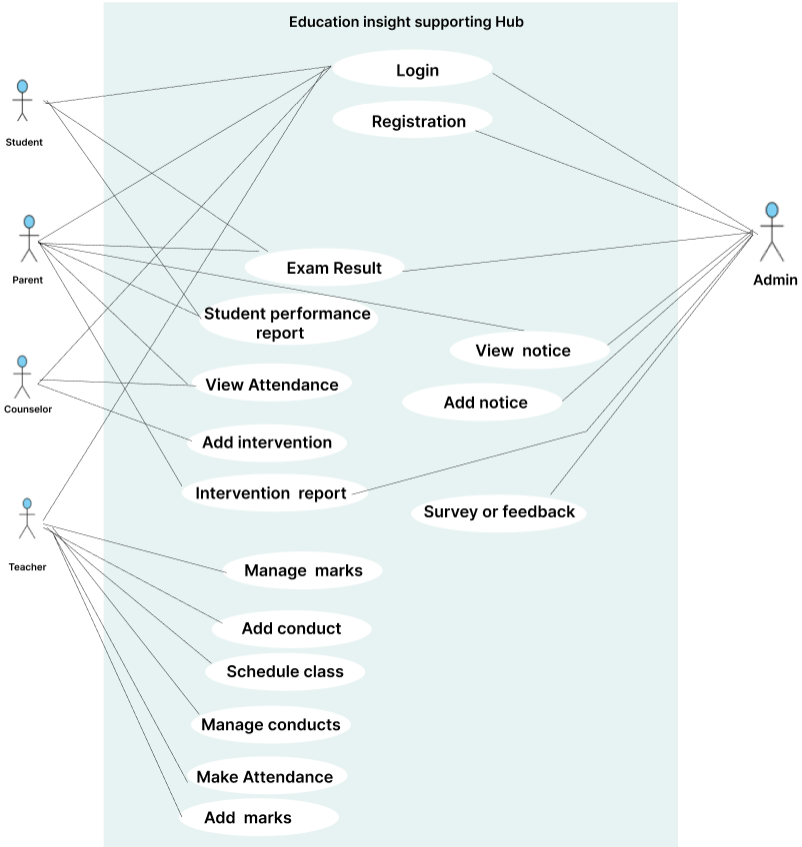 Education insight supporting Hub
Login
Registration
Student
Parent
Exam Result
Admin
Student performance
report
View notice
View Attendance
Counselor
Add notice
Add intervention
Intervention report
Survey or feedback
Teacher
Manage marks
Add conduct
Schedule class
Manage conducts
Make Attendance
Add marks